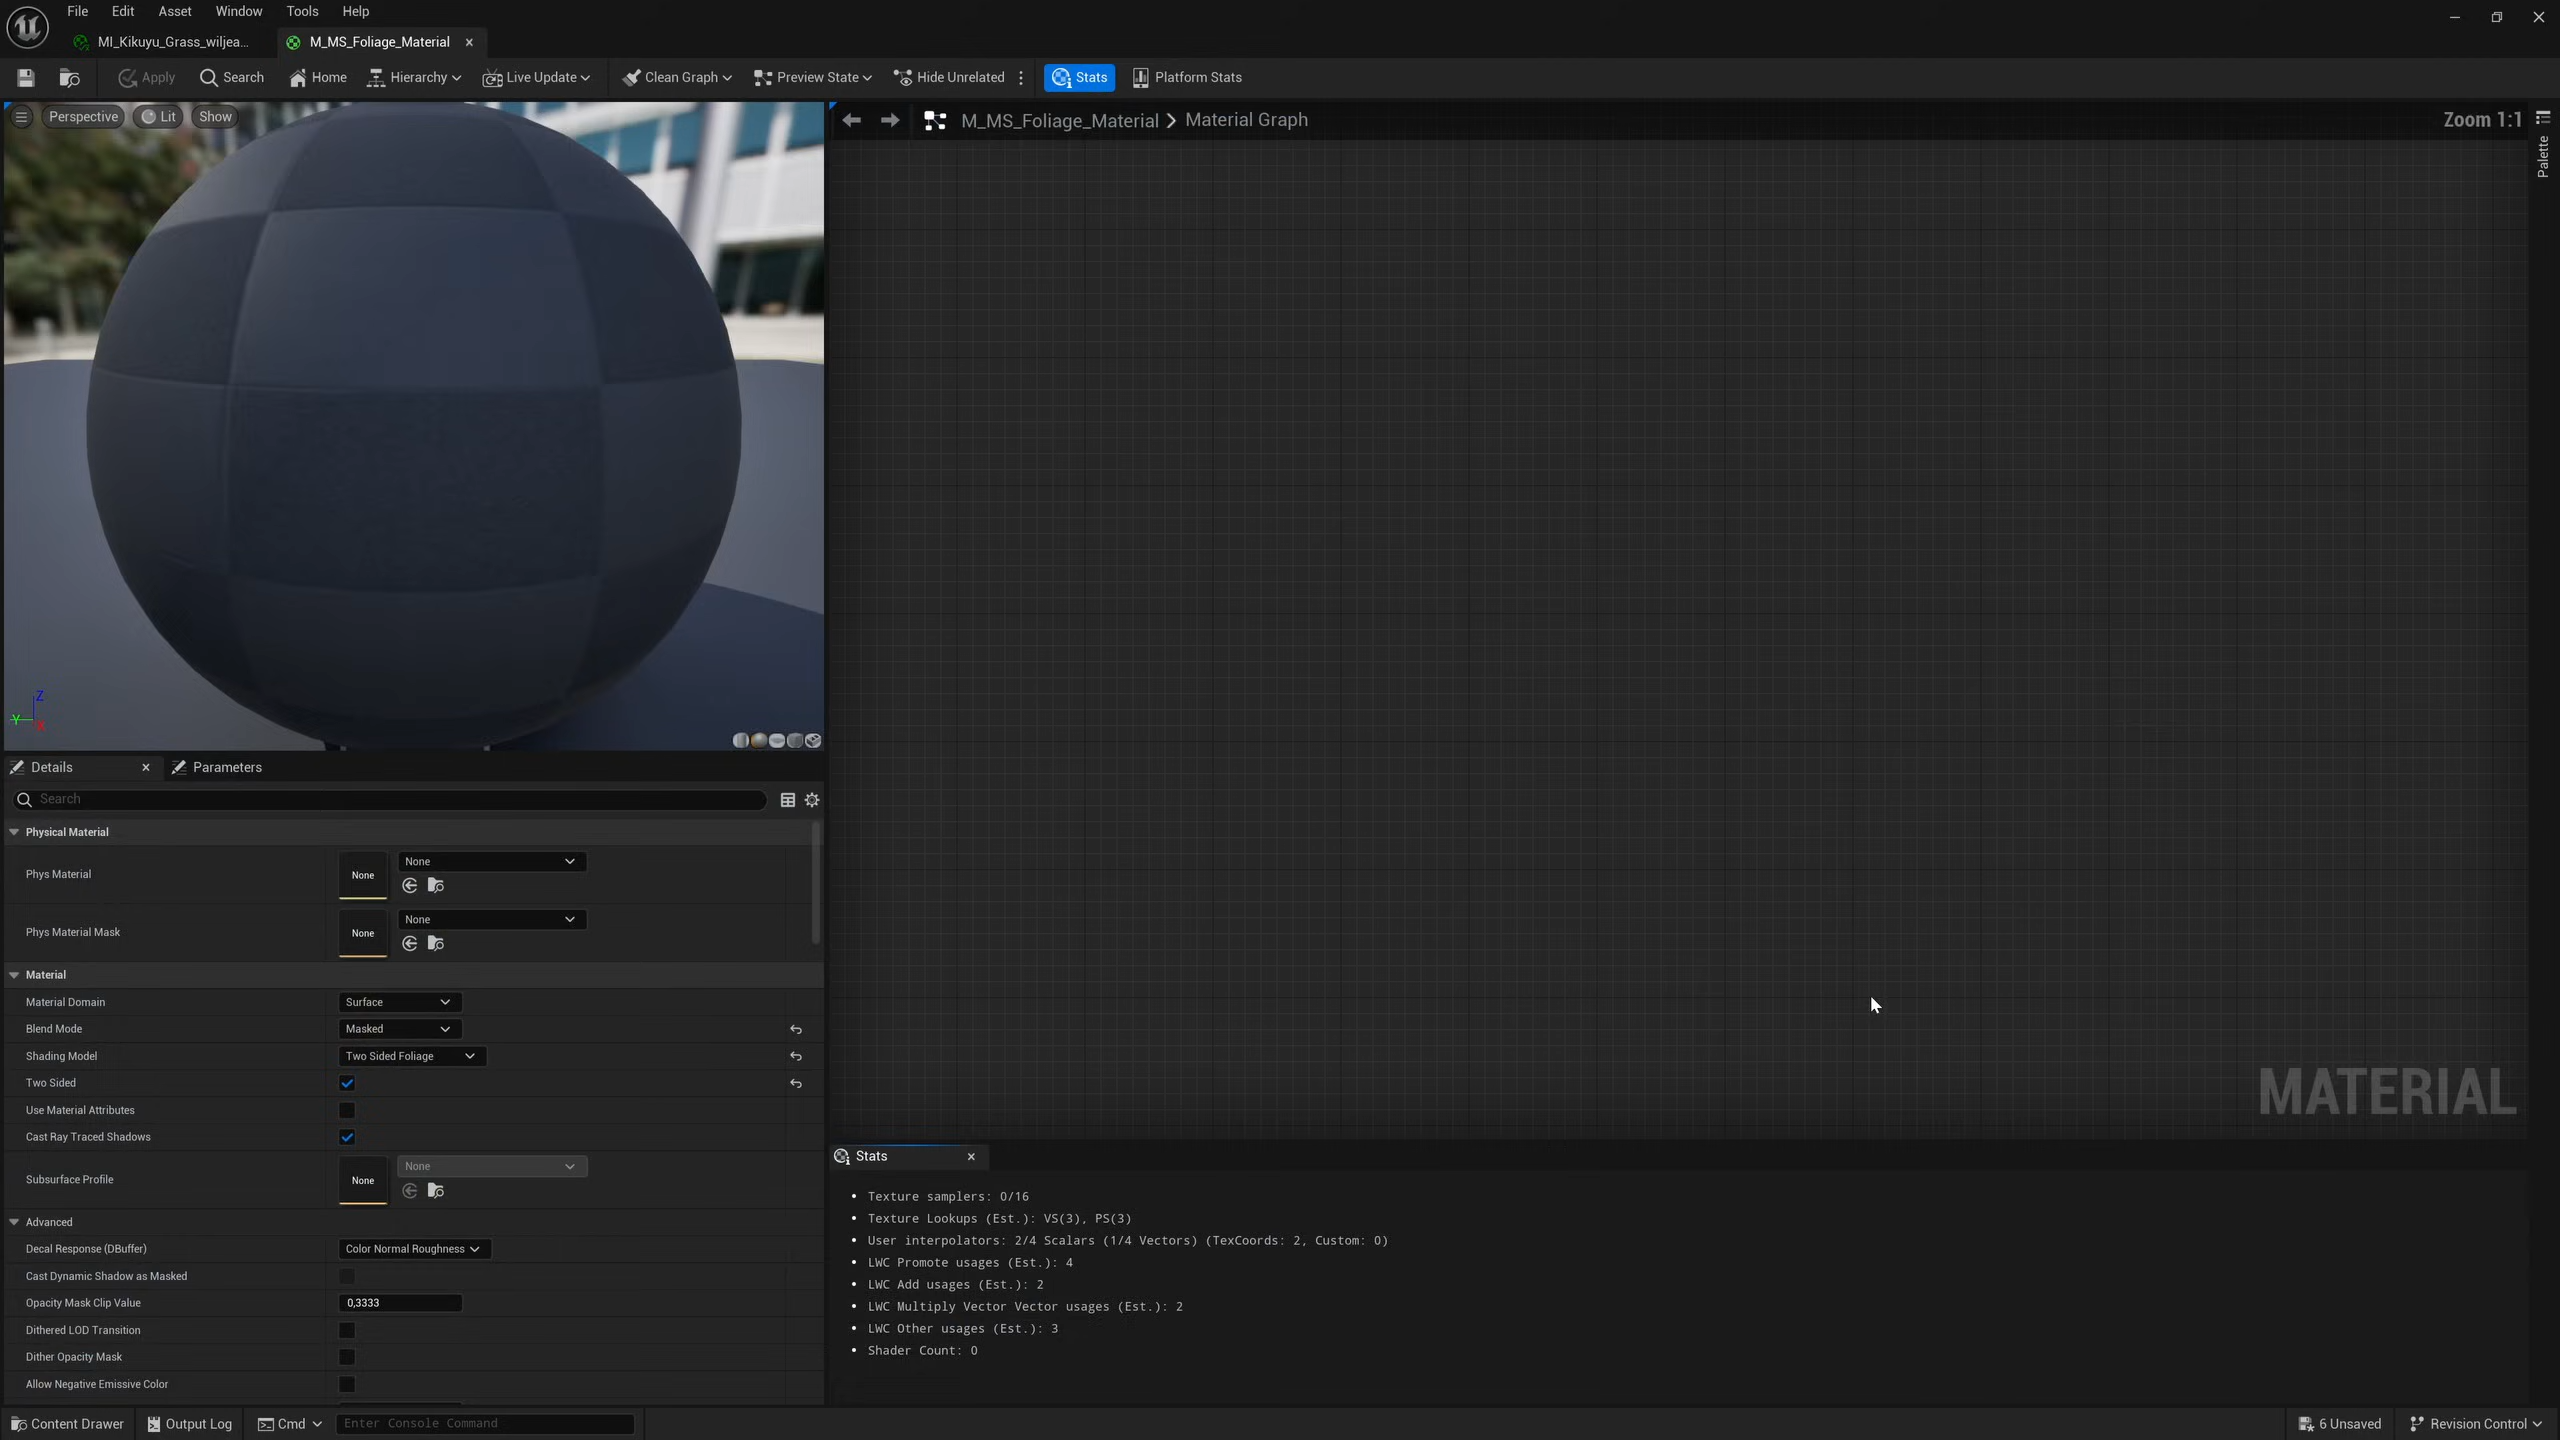 File Edit Asset Window Tools Help
MI_Kikuyu_Grass_wiljea... M_MS_Foliage_Material
Apply Search Home Hierarchy Live Update Clean Graph Preview State Hide Unrelated Stats Platform Stats
Perspective Lit Show
M_MS_Foliage_Material Material Graph Zoom 1:1
Palette
Z
Y
X
MATERIAL
Details Parameters
Search
Physical Material
Phys Material None None
Phys Material Mask None None
Material
Material Domain Surface
Blend Mode Masked
Shading Model Two Sided Foliage
Two Sided
Use Material Attributes
Cast Ray Traced Shadows
Subsurface Profile None None
Advanced
Decal Response (DBuffer) Color Normal Roughness
Cast Dynamic Shadow as Masked
Opacity Mask Clip Value 0,3333
Dithered LOD Transition
Dither Opacity Mask
Allow Negative Emissive Color
Stats
• Texture samplers: 0/16
• Texture Lookups (Est.): VS(3), PS(3)
• User interpolators: 2/4 Scalars (1/4 Vectors) (TexCoords: 2, Custom: 0)
• LWC Promote usages (Est.): 4
• LWC Add usages (Est.): 2
• LWC Multiply Vector Vector usages (Est.): 2
• LWC Other usages (Est.): 3
• Shader Count: 0
Content Drawer Output Log Cmd Enter Console Command 6 Unsaved Revision Control